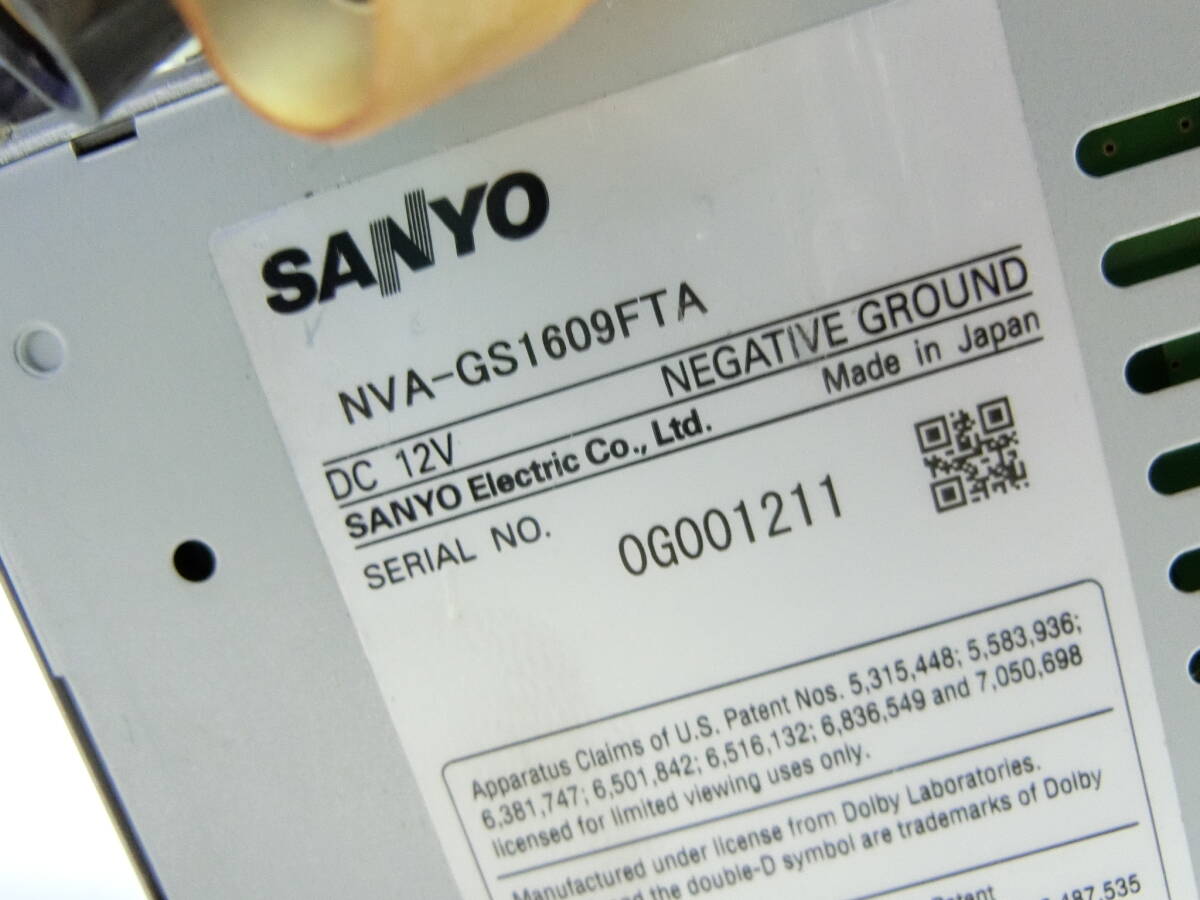 SANYO
NVA-GS1609FTA
DC 12V NEGATIVE GROUND
SANYO Electric Co., Ltd. Made in Japan
SERIAL NO. 0G001211
Apparatus Claims of U.S. Patent Nos. 5,315,448; 5,583,936;
6,381,747; 6,501,842; 6,516,132; 6,836,549 and 7,050,698
licensed for limited viewing uses only.
Manufactured under license from Dolby Laboratories.
the double-D symbol are trademarks of Dolby
Patent
487,535